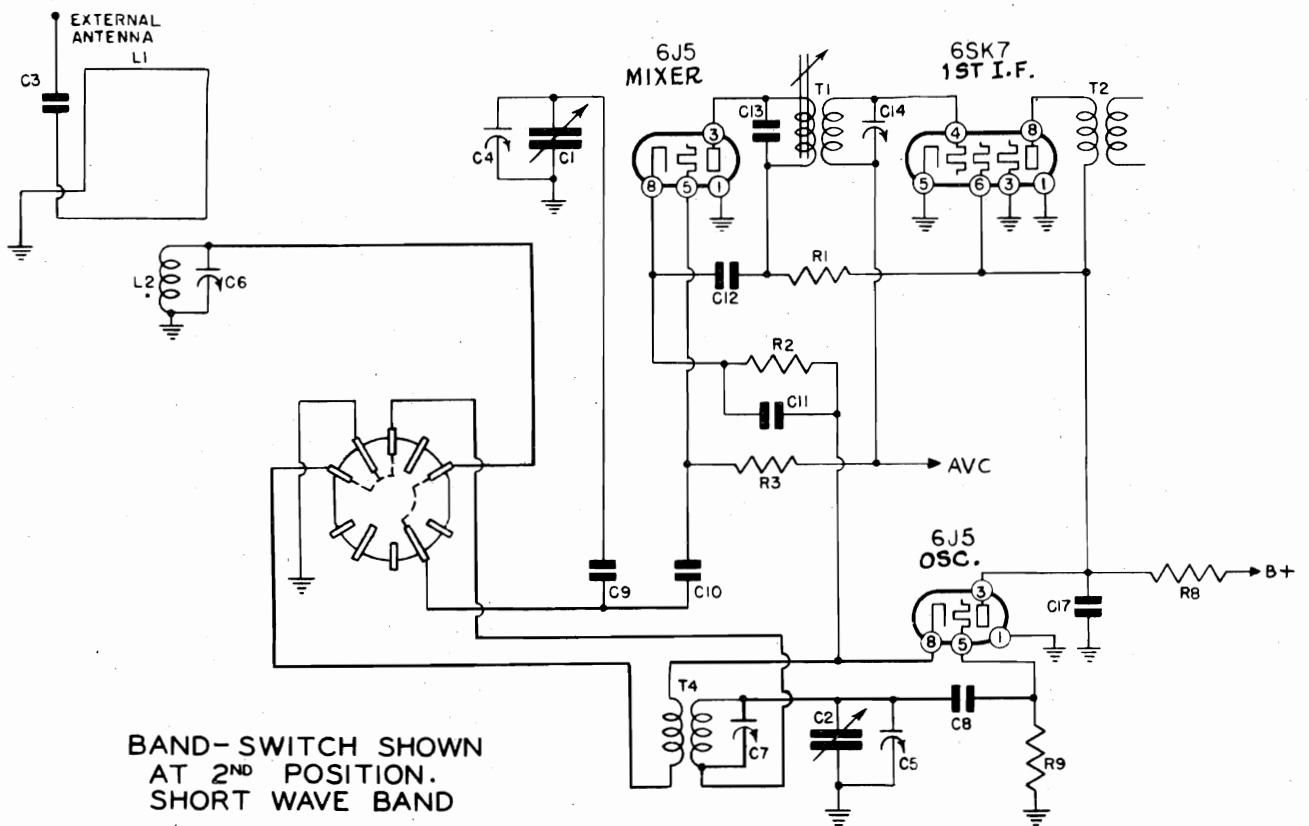 EXTERNAL
ANTENNA
L1
C3
6J5
MIXER
6SK7
1ST I.F.
C4
C1
3
C13
T1
C14
4
8
T2
8
5
1
5
6
3
1
L2
C6
C12
R1
R2
C11
R3
AVC
6J5
OSC.
C9
C10
3
8
5
1
C17
R8
B+
T4
C7
C2
C5
C8
R9
BAND-SWITCH SHOWN
AT 2ND POSITION.
SHORT WAVE BAND